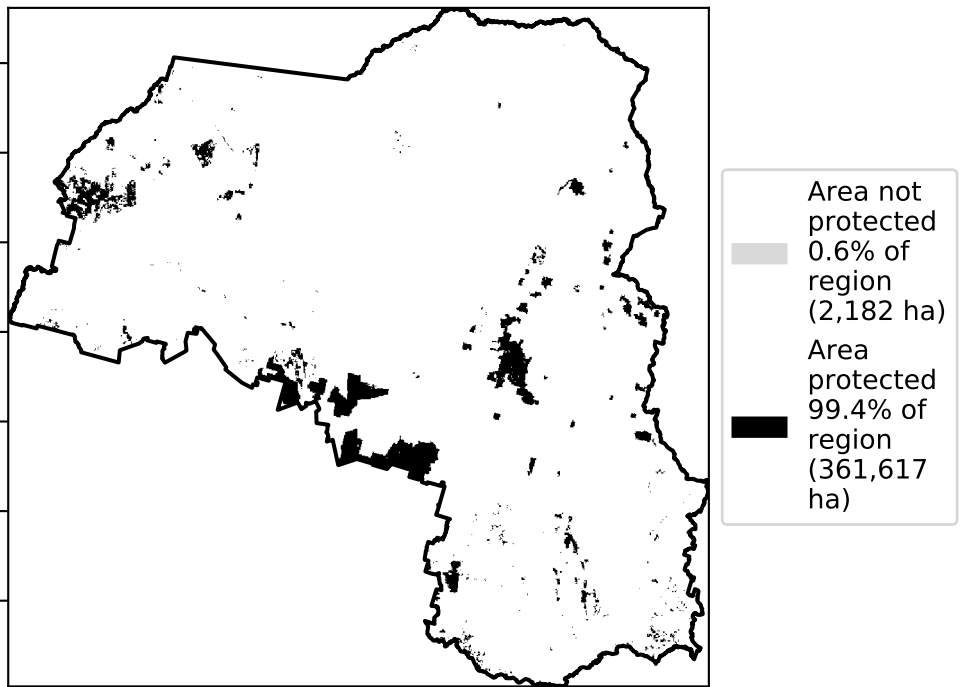 Area not
protected
0.6% of
region
(2,182 ha)
Area
protected
99.4% of
region
(361,617
ha)